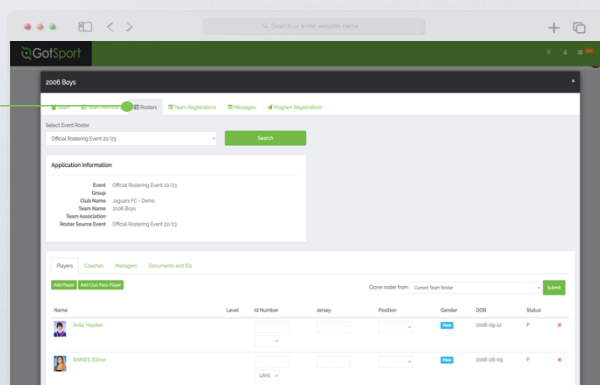 Search or enter website name
GotSport
2006 Boys
Team Team Members Rosters Team Registrations Messages Program Registrations
Select Event Roster
Official Rostering Event 22/23
Search
Application Information
Event Official Rostering Event 22/23
Group
Club Name Jaguars FC - Demo
Team Name 2006 Boys
Team Association
Roster Source Event Official Rostering Event 22/23
Players Coaches Managers Documents and IDs
Add Player Add Club Pass Player Clone roster from Current Team Roster Submit
Name Level Id Number Jersey Position Gender DOB Status
Avila, Hayden Male 2006-09-12 P
BAINES, Elinor Male 2006-06-09 P
USYS